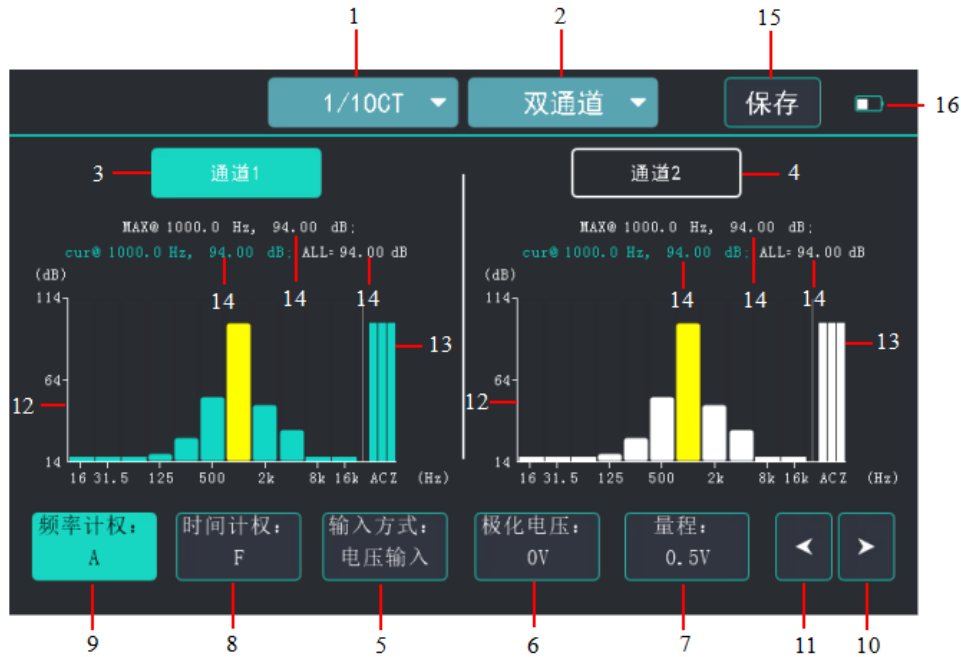 1 2 15
1/1OCT 双通道 保存 16
3 通道1 通道2 4
MAX@ 1000.0 Hz, 94.00 dB;
cur@ 1000.0 Hz, 94.00 dB; ALL= 94.00 dB
(dB)
114
14 14 14
13
64
12
14
16 31.5 125 500 2k 8k 16k A C Z (Hz)
MAX@ 1000.0 Hz, 94.00 dB;
cur@ 1000.0 Hz, 94.00 dB; ALL= 94.00 dB
(dB)
114
14 14 14
13
64
12
14
16 31.5 125 500 2k 8k 16k A C Z (Hz)
频率计权: 时间计权: 输入方式: 极化电压: 量程:
A F 电压输入 0V 0.5V
9 8 5 6 7 11 10